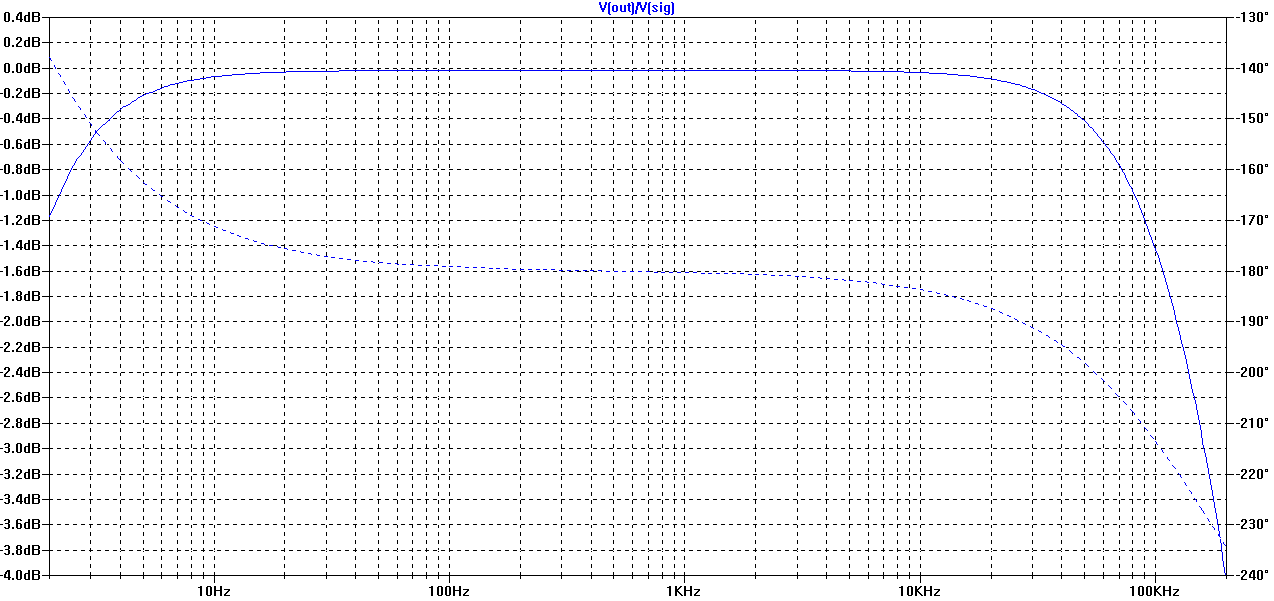 V(out)/V(sig)
0.4dB -130°
0.2dB
0.0dB -140°
-0.2dB
-0.4dB -150°
-0.6dB
-0.8dB -160°
-1.0dB
-1.2dB -170°
-1.4dB
-1.6dB -180°
-1.8dB
-2.0dB -190°
-2.2dB
-2.4dB -200°
-2.6dB
-2.8dB -210°
-3.0dB
-3.2dB -220°
-3.4dB
-3.6dB -230°
-3.8dB
-4.0dB -240°
10Hz 100Hz 1KHz 10KHz 100KHz